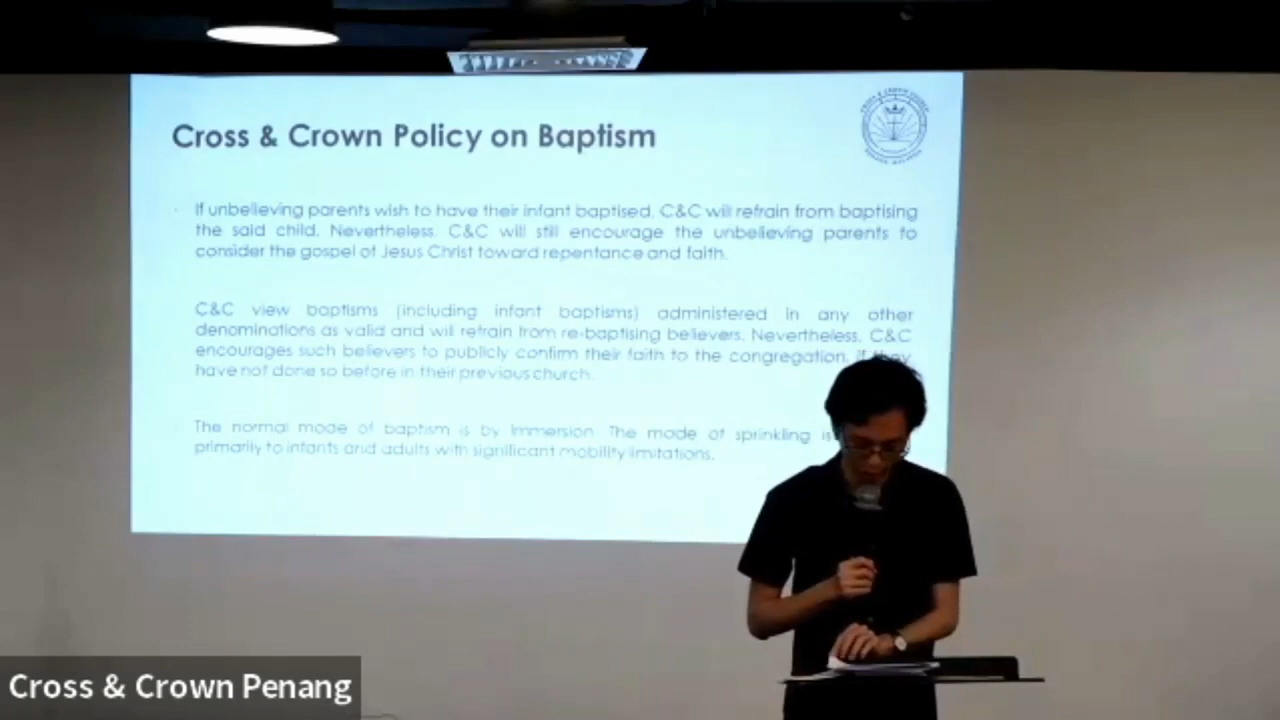 Cross & Crown Policy on Baptism
If unbelieving parents wish to have their infant baptised, C&C will refrain from baptising
the said child. Nevertheless, C&C will still encourage the unbelieving parents to
consider the gospel of Jesus Christ toward repentance and faith.
C&C view baptisms (including infant baptisms) administered in any other
denominations as valid and will refrain from re-baptising believers. Nevertheless, C&C
encourages such believers to publicly confirm their faith to the congregation, if they
have not done so before in their previous church.
The normal mode of baptism is by immersion. The mode of sprinkling is
primarily to infants and adults with significant mobility limitations.
Cross & Crown Penang